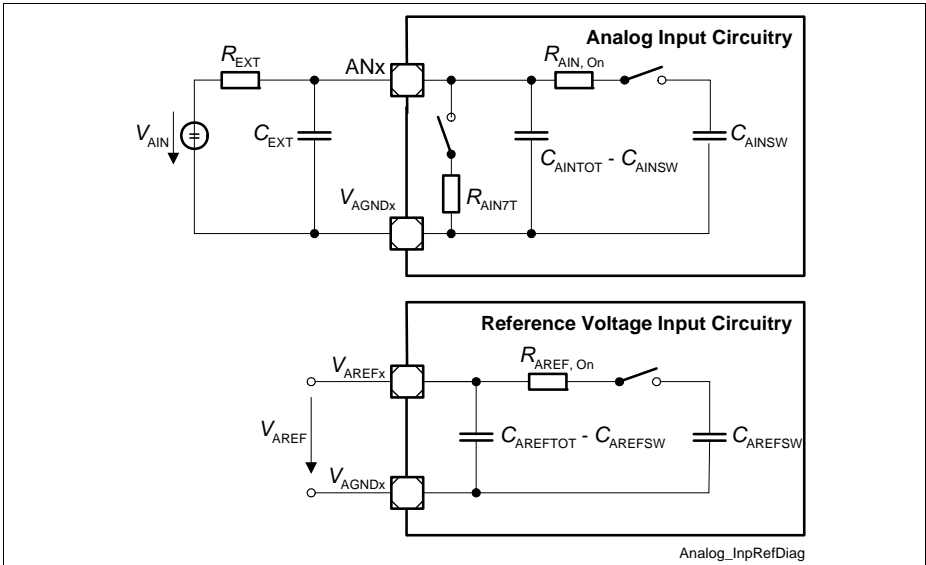 Analog Input Circuitry
R_EXT
ANx
R_AIN, On
V_AIN
C_EXT
C_AINTOT - C_AINSW
C_AINSW
R_AIN7T
V_AGNDx
Reference Voltage Input Circuitry
V_AREFx
R_AREF, On
V_AREF
C_AREFTOT - C_AREFSW
C_AREFSW
V_AGNDx
Analog_InpRefDiag